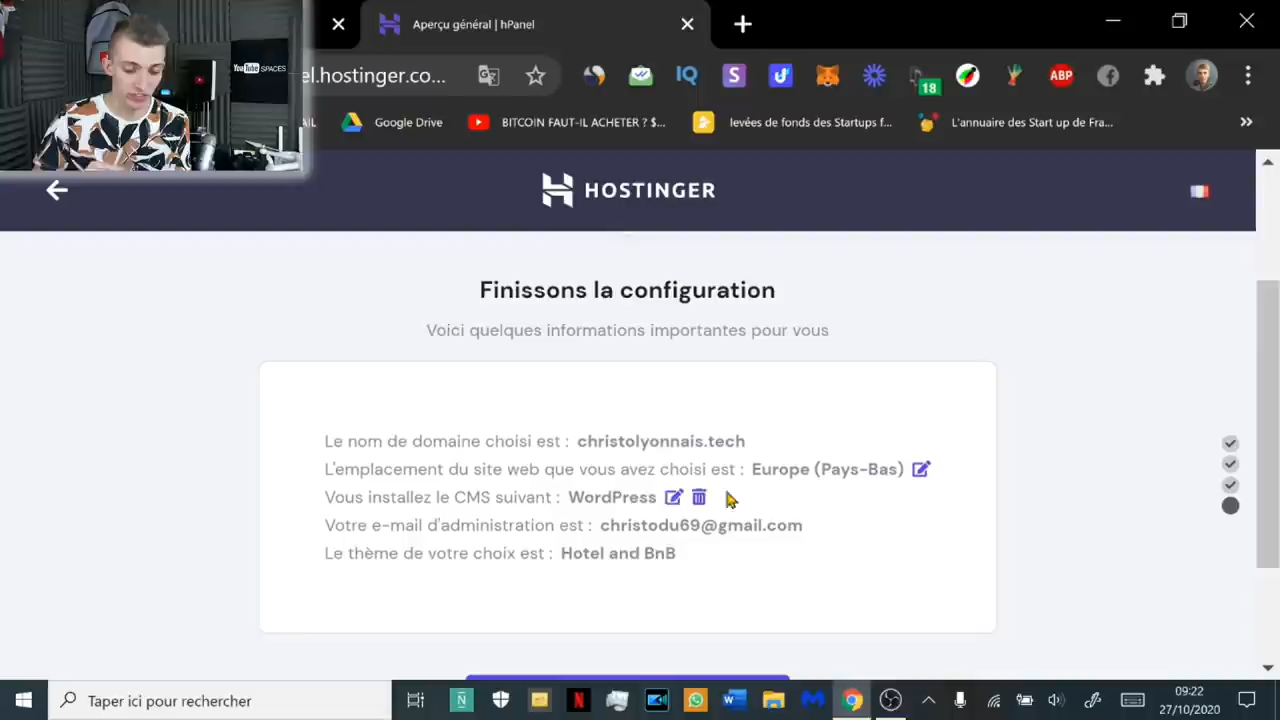 Aperçu général | hPanel
YouTube SPACES
el.hostinger.co...
18
ABP
Google Drive
BITCOIN FAUT-IL ACHETER ? $...
levées de fonds des Startups f...
L'annuaire des Start up de Fra...
HOSTINGER
Finissons la configuration
Voici quelques informations importantes pour vous
Le nom de domaine choisi est : christolyonnais.tech
L'emplacement du site web que vous avez choisi est : Europe (Pays-Bas)
Vous installez le CMS suivant : WordPress
Votre e-mail d'administration est : christodu69@gmail.com
Le thème de votre choix est : Hotel and BnB
Taper ici pour rechercher
09:22
27/10/2020